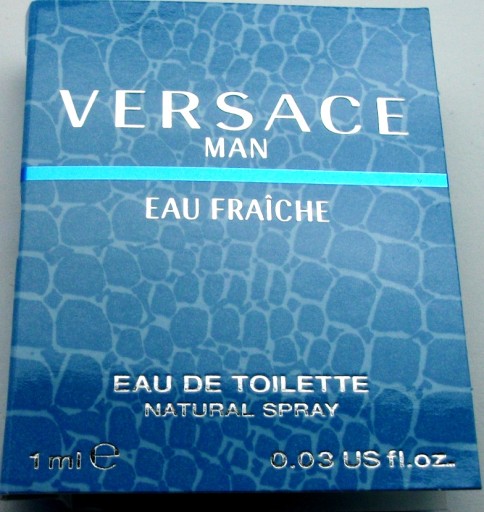 VERSACE
MAN
EAU FRAÎCHE
EAU DE TOILETTE
NATURAL SPRAY
1 ml ℮ 0.03 US fl.oz.